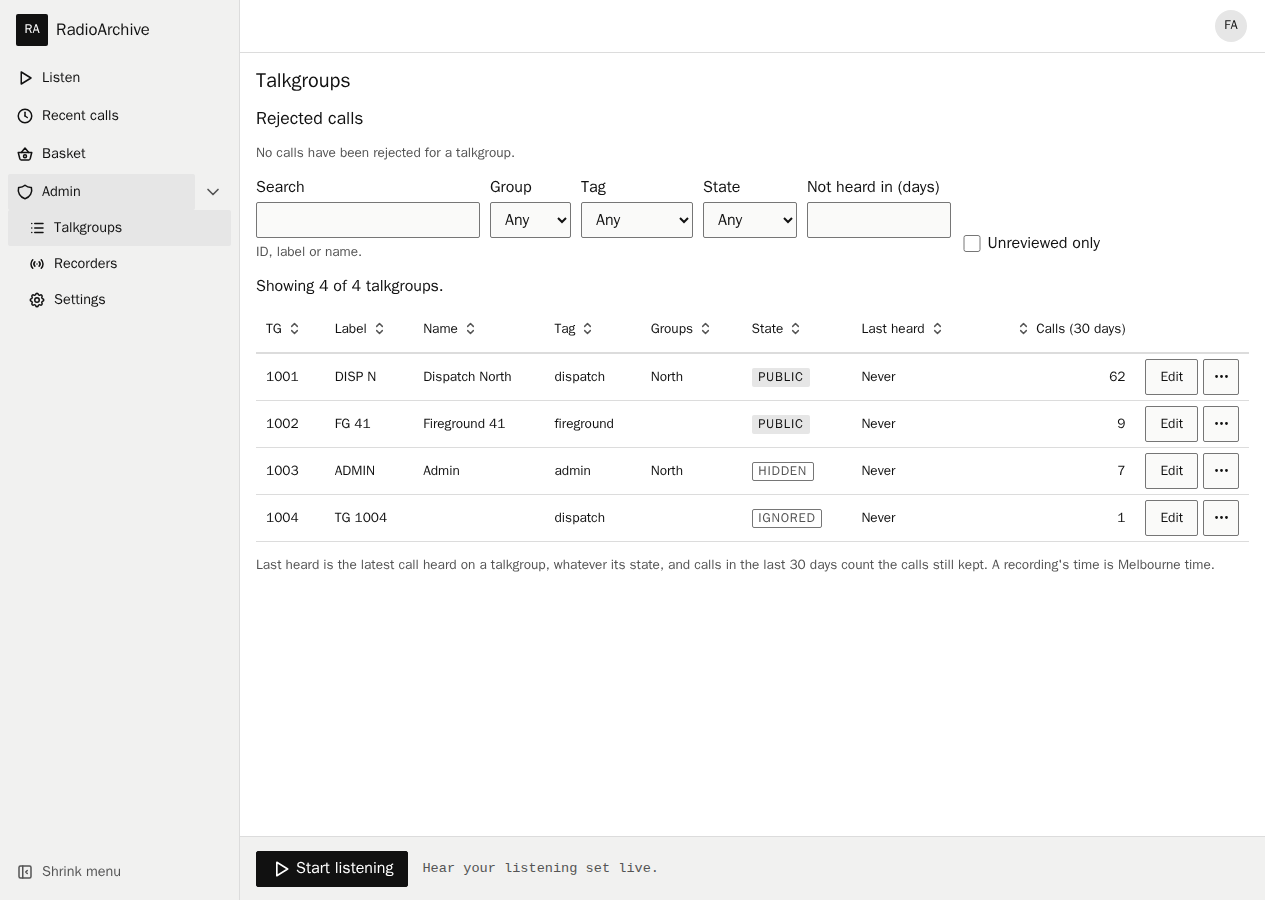 RA RadioArchive
FA
Listen
Recent calls
Basket
Admin
Talkgroups
Recorders
Settings
Shrink menu
Talkgroups
Rejected calls
No calls have been rejected for a talkgroup.
Search Group Tag State Not heard in (days)
Any Any Any
Unreviewed only
ID, label or name.
Showing 4 of 4 talkgroups.
TG Label Name Tag Groups State Last heard Calls (30 days)
1001 DISP N Dispatch North dispatch North PUBLIC Never 62 Edit ...
1002 FG 41 Fireground 41 fireground PUBLIC Never 9 Edit ...
1003 ADMIN Admin admin North HIDDEN Never 7 Edit ...
1004 TG 1004 dispatch IGNORED Never 1 Edit ...
Last heard is the latest call heard on a talkgroup, whatever its state, and calls in the last 30 days count the calls still kept. A recording's time is Melbourne time.
Start listening Hear your listening set live.